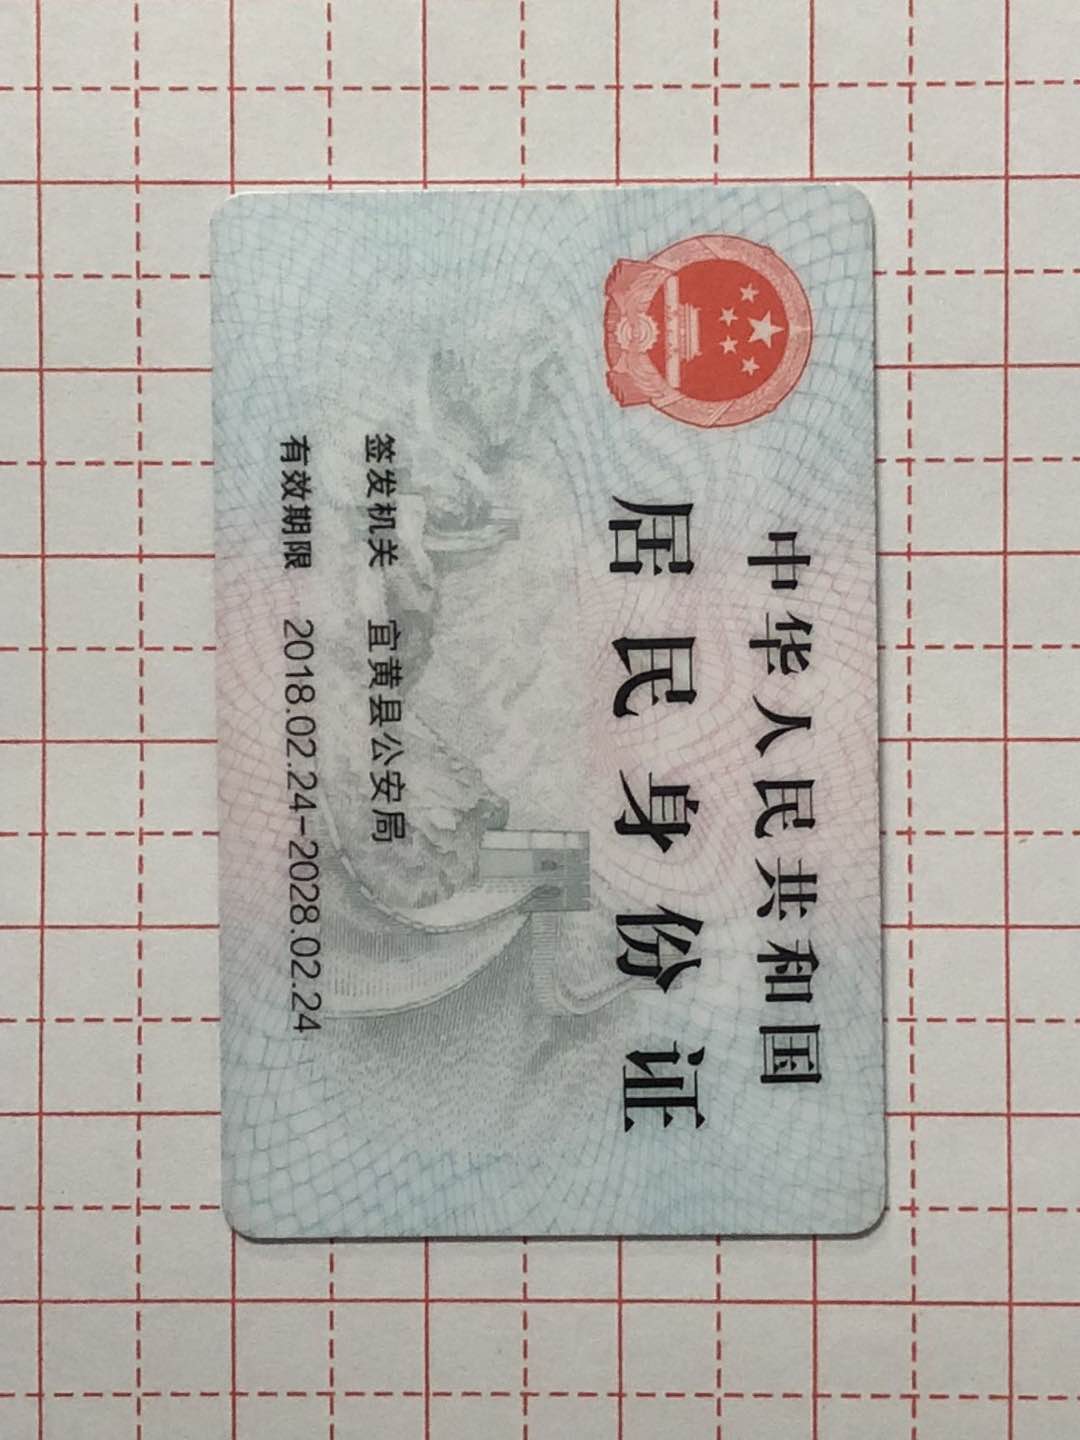 中华人民共和国
居民身份证
签发机关 宜黄县公安局
有效期限 2018.02.24-2028.02.24